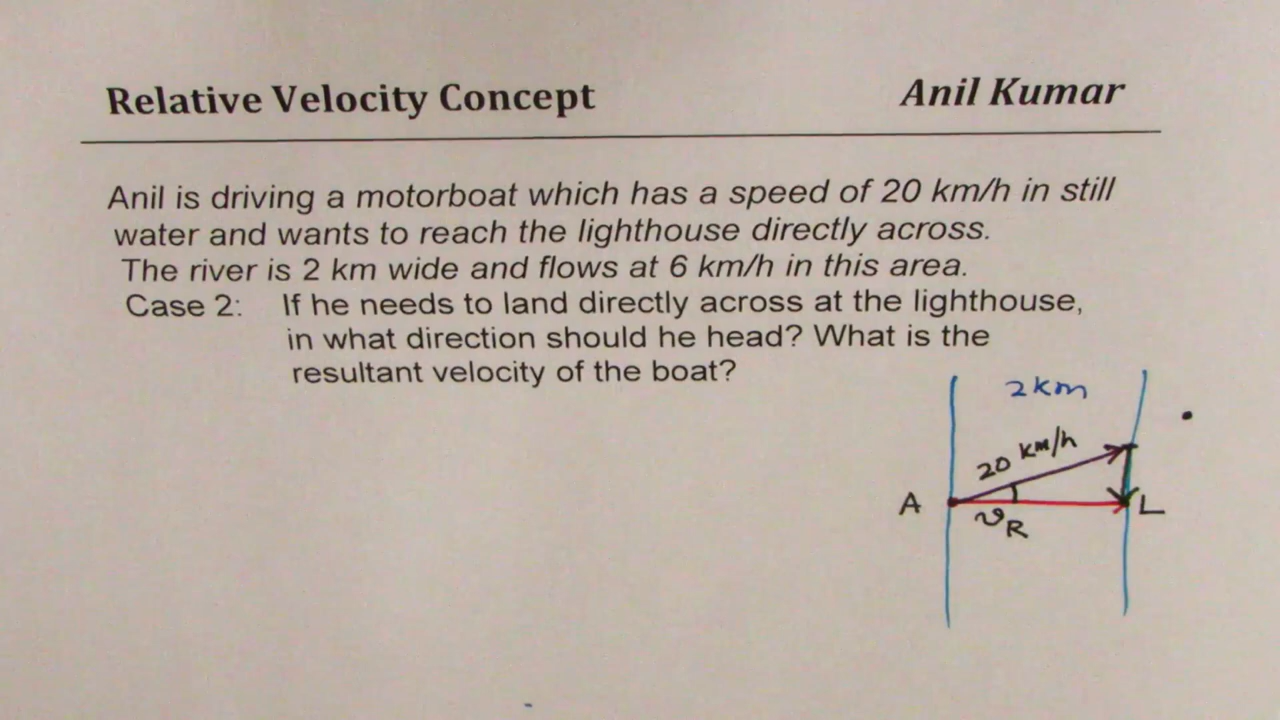 Relative Velocity Concept
Anil Kumar
Anil is driving a motorboat which has a speed of 20 km/h in still
water and wants to reach the lighthouse directly across.
The river is 2 km wide and flows at 6 km/h in this area.
Case 2: If he needs to land directly across at the lighthouse,
in what direction should he head? What is the
resultant velocity of the boat?
2km
20 km/h
A
L
vR